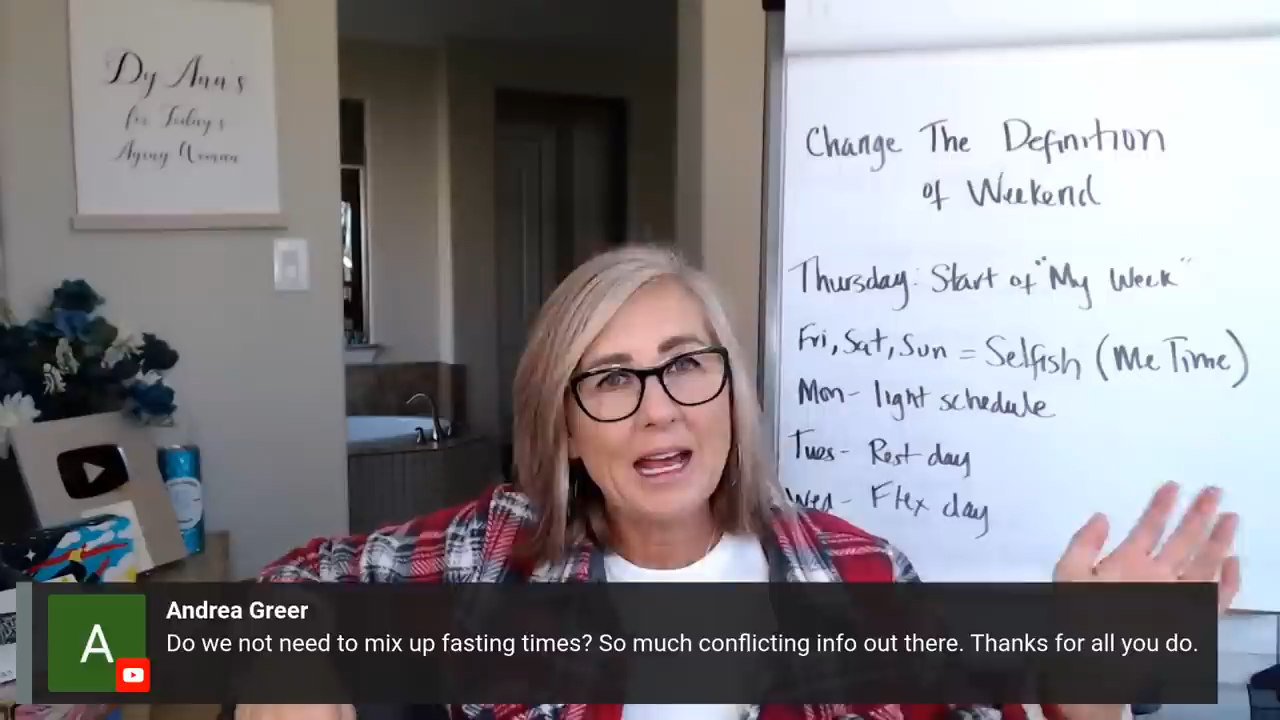 Dy Ann's
for Today's
Aging Woman
Change The Definition
of Weekend
Thursday: Start of "My Week"
Fri, Sat, Sun = Selfish (Me Time)
Mon- light schedule
Tues- Rest day
Wed- Flex day
A
Andrea Greer
Do we not need to mix up fasting times? So much conflicting info out there. Thanks for all you do.